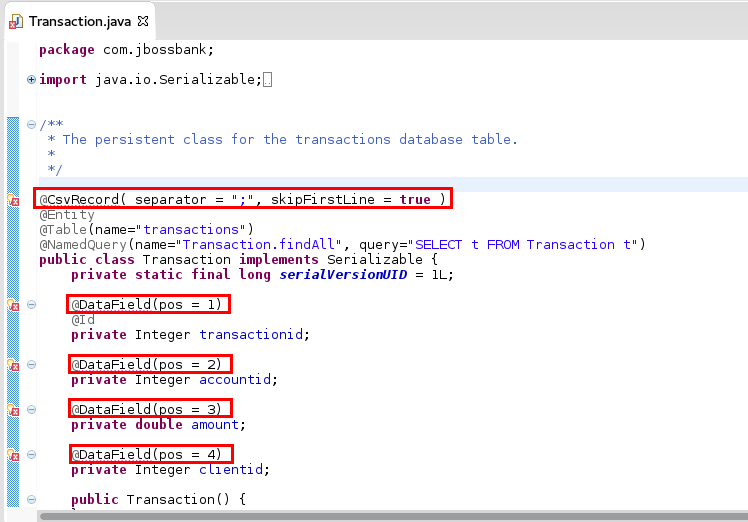 Transaction.java
package com.jbossbank;
import java.io.Serializable;
/**
* The persistent class for the transactions database table.
*
*/
@CsvRecord( separator = ";", skipFirstLine = true )
@Entity
@Table(name="transactions")
@NamedQuery(name="Transaction.findAll", query="SELECT t FROM Transaction t")
public class Transaction implements Serializable {
private static final long serialVersionUID = 1L;
@DataField(pos = 1)
@Id
private Integer transactionid;
@DataField(pos = 2)
private Integer accountid;
@DataField(pos = 3)
private double amount;
@DataField(pos = 4)
private Integer clientid;
public Transaction() {